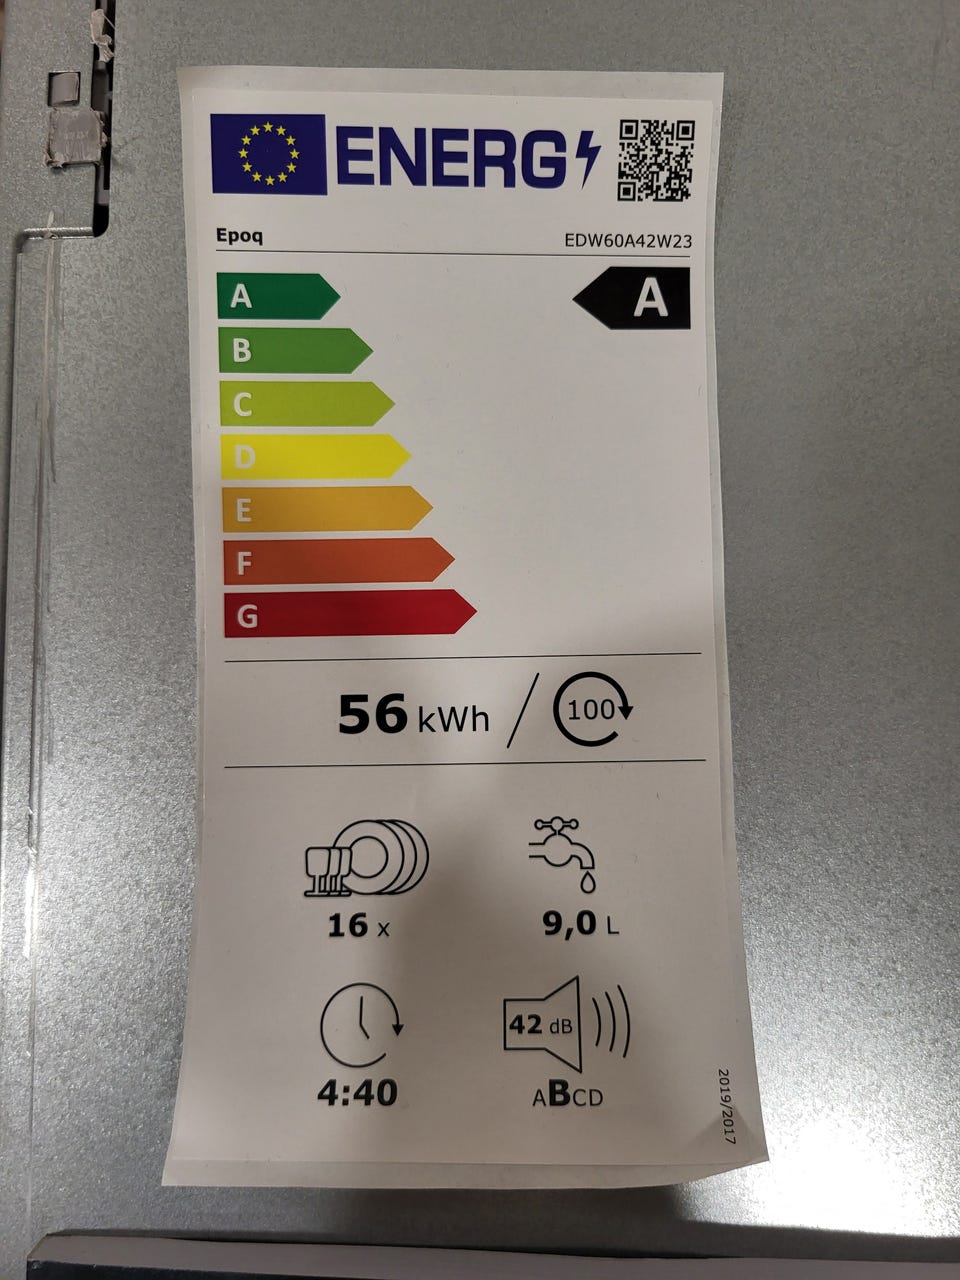 ENERG
Epoq
EDW60A42W23
A
A
B
C
D
E
F
G
56 kWh / 100
16 x
9,0 L
42 dB
4:40
ABCD
2019/2017